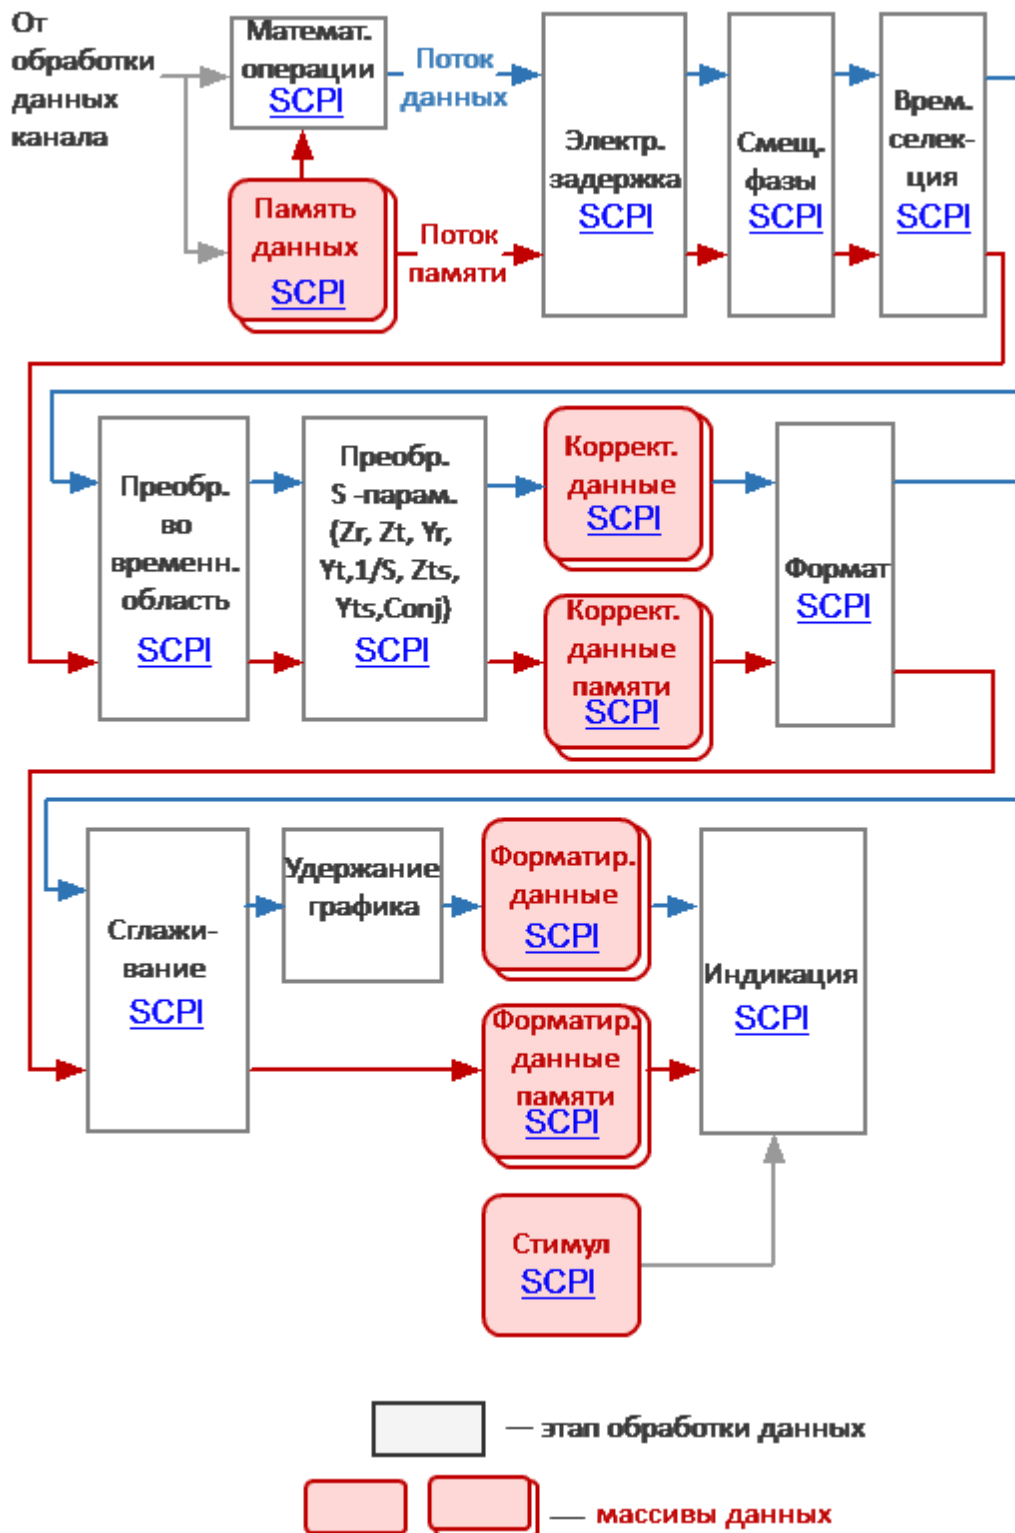 От
обработки
данных
канала
Математ.
операции
SCPI
Поток
данных
Память
данных
SCPI
Поток
памяти
Электр.
задержка
SCPI
Смещ.
фазы
SCPI
Врем.
селек-
ция
SCPI
Преобр.
во
временн.
область
SCPI
Преобр.
S -парам.
(Zr, Zt, Yr,
Yt,1/S, Zts,
Yts,Conj)
SCPI
Коррект.
данные
SCPI
Коррект.
данные
памяти
SCPI
Формат
SCPI
Сглажи-
вание
SCPI
Удержание
графика
Форматир.
данные
SCPI
Форматир.
данные
памяти
SCPI
Индикация
SCPI
Стимул
SCPI
— этап обработки данных
— массивы данных